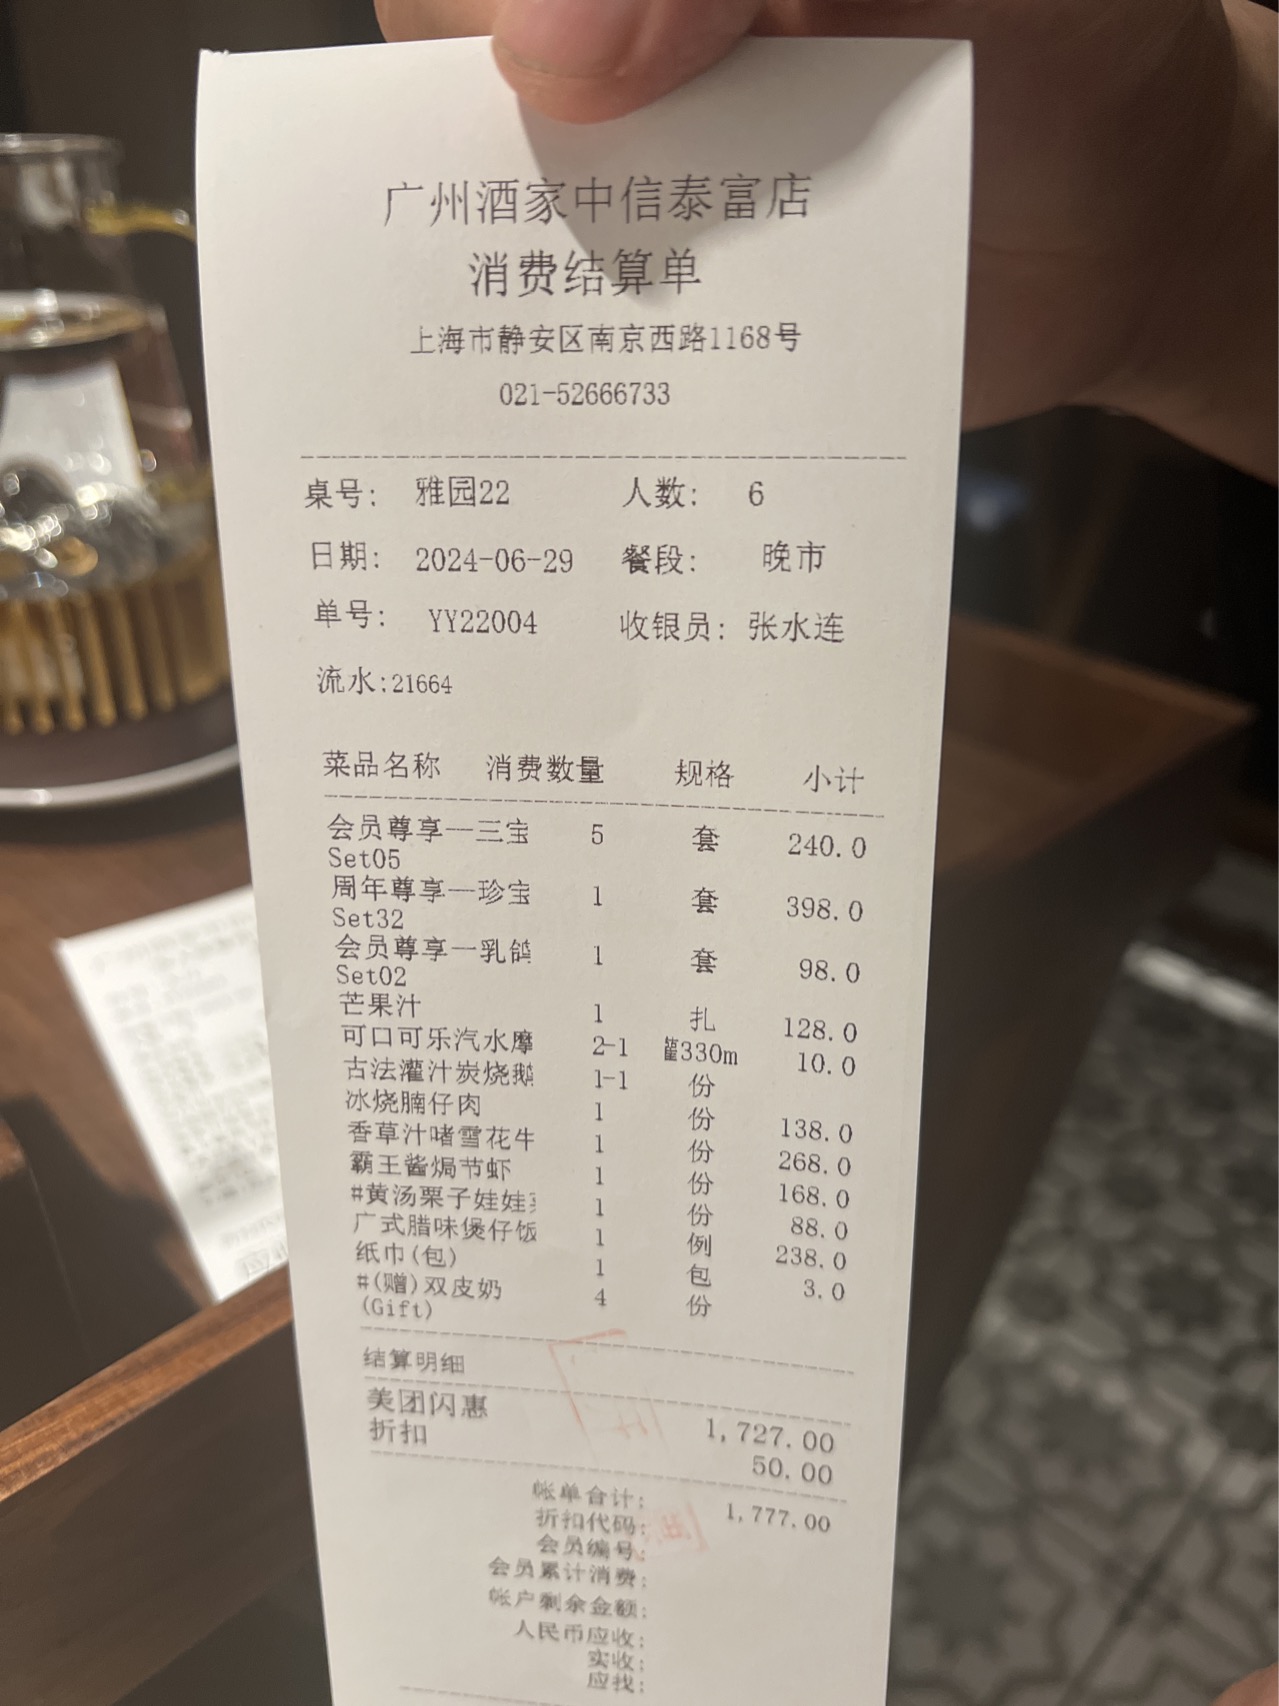 广州酒家中信泰富店
消费结算单
上海市静安区南京西路1168号
021-52666733
桌号: 雅园22 人数: 6
日期: 2024-06-29 餐段: 晚市
单号: YY22004 收银员: 张水连
流水:21664
菜品名称 消费数量 规格 小计
会员尊享一三宝 5 套 240.0
Set05
周年尊享一珍宝 1 套 398.0
Set32
会员尊享一乳鸽 1 套 98.0
Set02
芒果汁 1 扎 128.0
可口可乐汽水摩 2-1 罐330m 10.0
古法灌汁炭烧鹅 1-1 份
冰烧腩仔肉 1 份 138.0
香草汁啫雪花牛 1 份 268.0
霸王酱焗节虾 1 份 168.0
#黄汤栗子娃娃菜 1 份 88.0
广式腊味煲仔饭 1 例 238.0
纸巾(包) 1 包 3.0
#(赠)双皮奶 4 份
(Gift)
结算明细
美团闪惠 1,727.00
折扣 50.00
帐单合计: 1,777.00
折扣代码:
会员编号:
会员累计消费:
帐户剩余金额:
人民币应收:
实收:
应找: